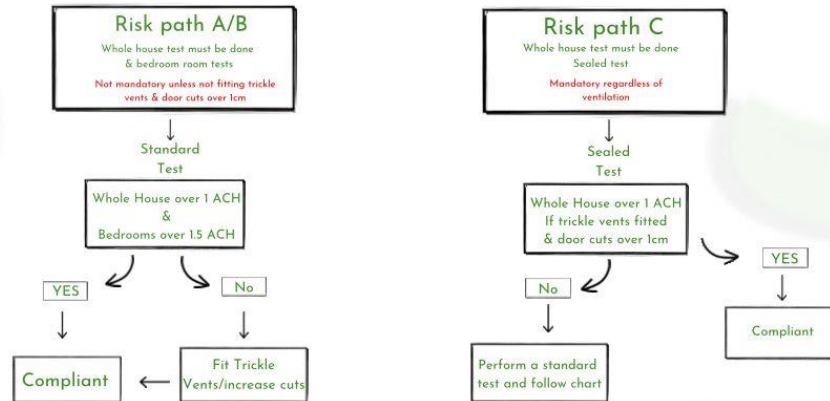 Risk path A/B
Whole house test must be done
& bedroom room tests
Not mandatory unless not fitting trickle
vents & door cuts over 1cm
Standard
Test
Whole House over 1 ACH
&
Bedrooms over 1.5 ACH
YES
No
Compliant
Fit Trickle
Vents/increase cuts
Risk path C
Whole house test must be done
Sealed test
Mandatory regardless of
ventilation
Sealed
Test
Whole House over 1 ACH
If trickle vents fitted
& door cuts over 1cm
No
YES
Perform a standard
test and follow chart
Compliant